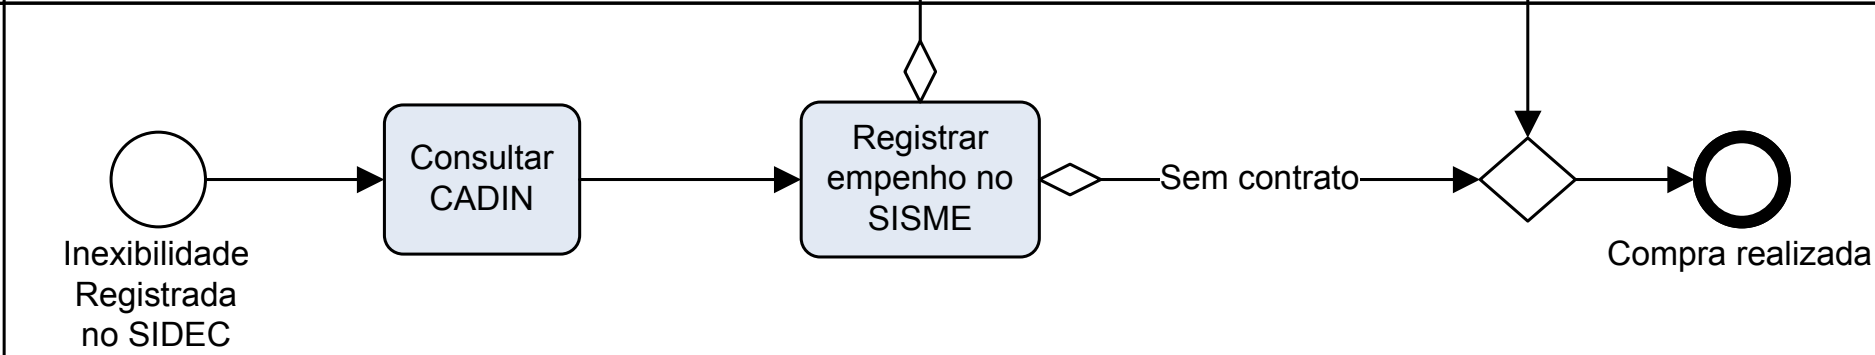 Inexibilidade
Registrada
no SIDEC
Consultar
CADIN
Registrar
empenho no
SISME
Sem contrato
Compra realizada